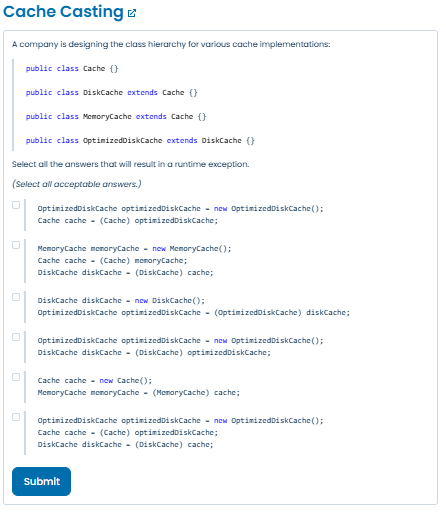 Cache Casting
A company is designing the class hierarchy for various cache implementations:
public class Cache {}
public class DiskCache extends Cache {}
public class MemoryCache extends Cache {}
public class OptimizedDiskCache extends DiskCache {}
Select all the answers that will result in a runtime exception.
(Select all acceptable answers.)
OptimizedDiskCache optimizedDiskCache = new OptimizedDiskCache();
Cache cache = (Cache) optimizedDiskCache;
MemoryCache memoryCache = new MemoryCache();
Cache cache = (Cache) memoryCache;
DiskCache diskCache = (DiskCache) cache;
DiskCache diskCache = new DiskCache();
OptimizedDiskCache optimizedDiskCache = (OptimizedDiskCache) diskCache;
OptimizedDiskCache optimizedDiskCache = new OptimizedDiskCache();
DiskCache diskCache = (DiskCache) optimizedDiskCache;
Cache cache = new Cache();
MemoryCache memoryCache = (MemoryCache) cache;
OptimizedDiskCache optimizedDiskCache = new OptimizedDiskCache();
Cache cache = (Cache) optimizedDiskCache;
DiskCache diskCache = (DiskCache) cache;
Submit